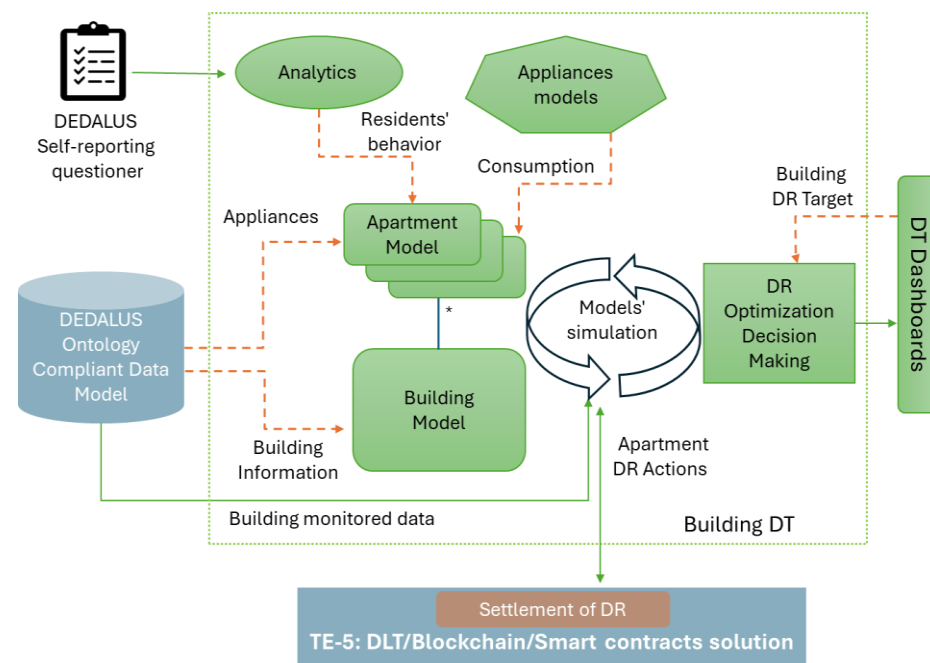 DEDALUS
Self-reporting
questioner
Analytics
Appliances
models
Residents'
behavior
Consumption
Building
DR Target
Appliances
Apartment
Model
*
Models'
simulation
DR
Optimization
Decision
Making
DT Dashboards
DEDALUS
Ontology
Compliant Data
Model
Building
Model
Building
Information
Apartment
DR Actions
Building monitored data
Building DT
Settlement of DR
TE-5: DLT/Blockchain/Smart contracts solution